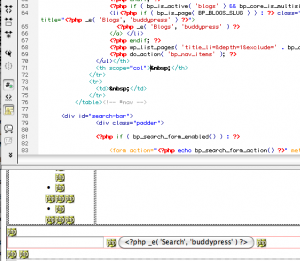 <?php if ( bp_is_active( 'blogs' ) && bp_core_is_multisi
<li<?php if ( bp_is_page( BP_BLOGS_SLUG ) ) : ?> class=
title="<?php _e( 'Blogs', 'buddypress' ) ?>">
<?php _e( 'Blogs', 'buddypress' ) ?>
</a> </li>
66 <?php endif; ?>
67 <?php wp_list_pages( 'title_li=&depth=1&exclude=' . bp_c
68 <?php do_action( 'bp_nav_items' ); ?>
69 </ul></th>
70 <th scope="col">&nbsp;</th>
71 </tr>
72 <tr>
73 <td>&nbsp;</td>
74 </tr>
75 </table><!-- #nav -->
76
77
78 <div id="search-bar">
79 <div class="padder">
80
81 <?php if ( bp_search_form_enabled() ) : ?>
82
83 <form action="<?php echo bp_search_form_action() ?>" met
<?php _e( 'Search', 'buddypress' ) ?>